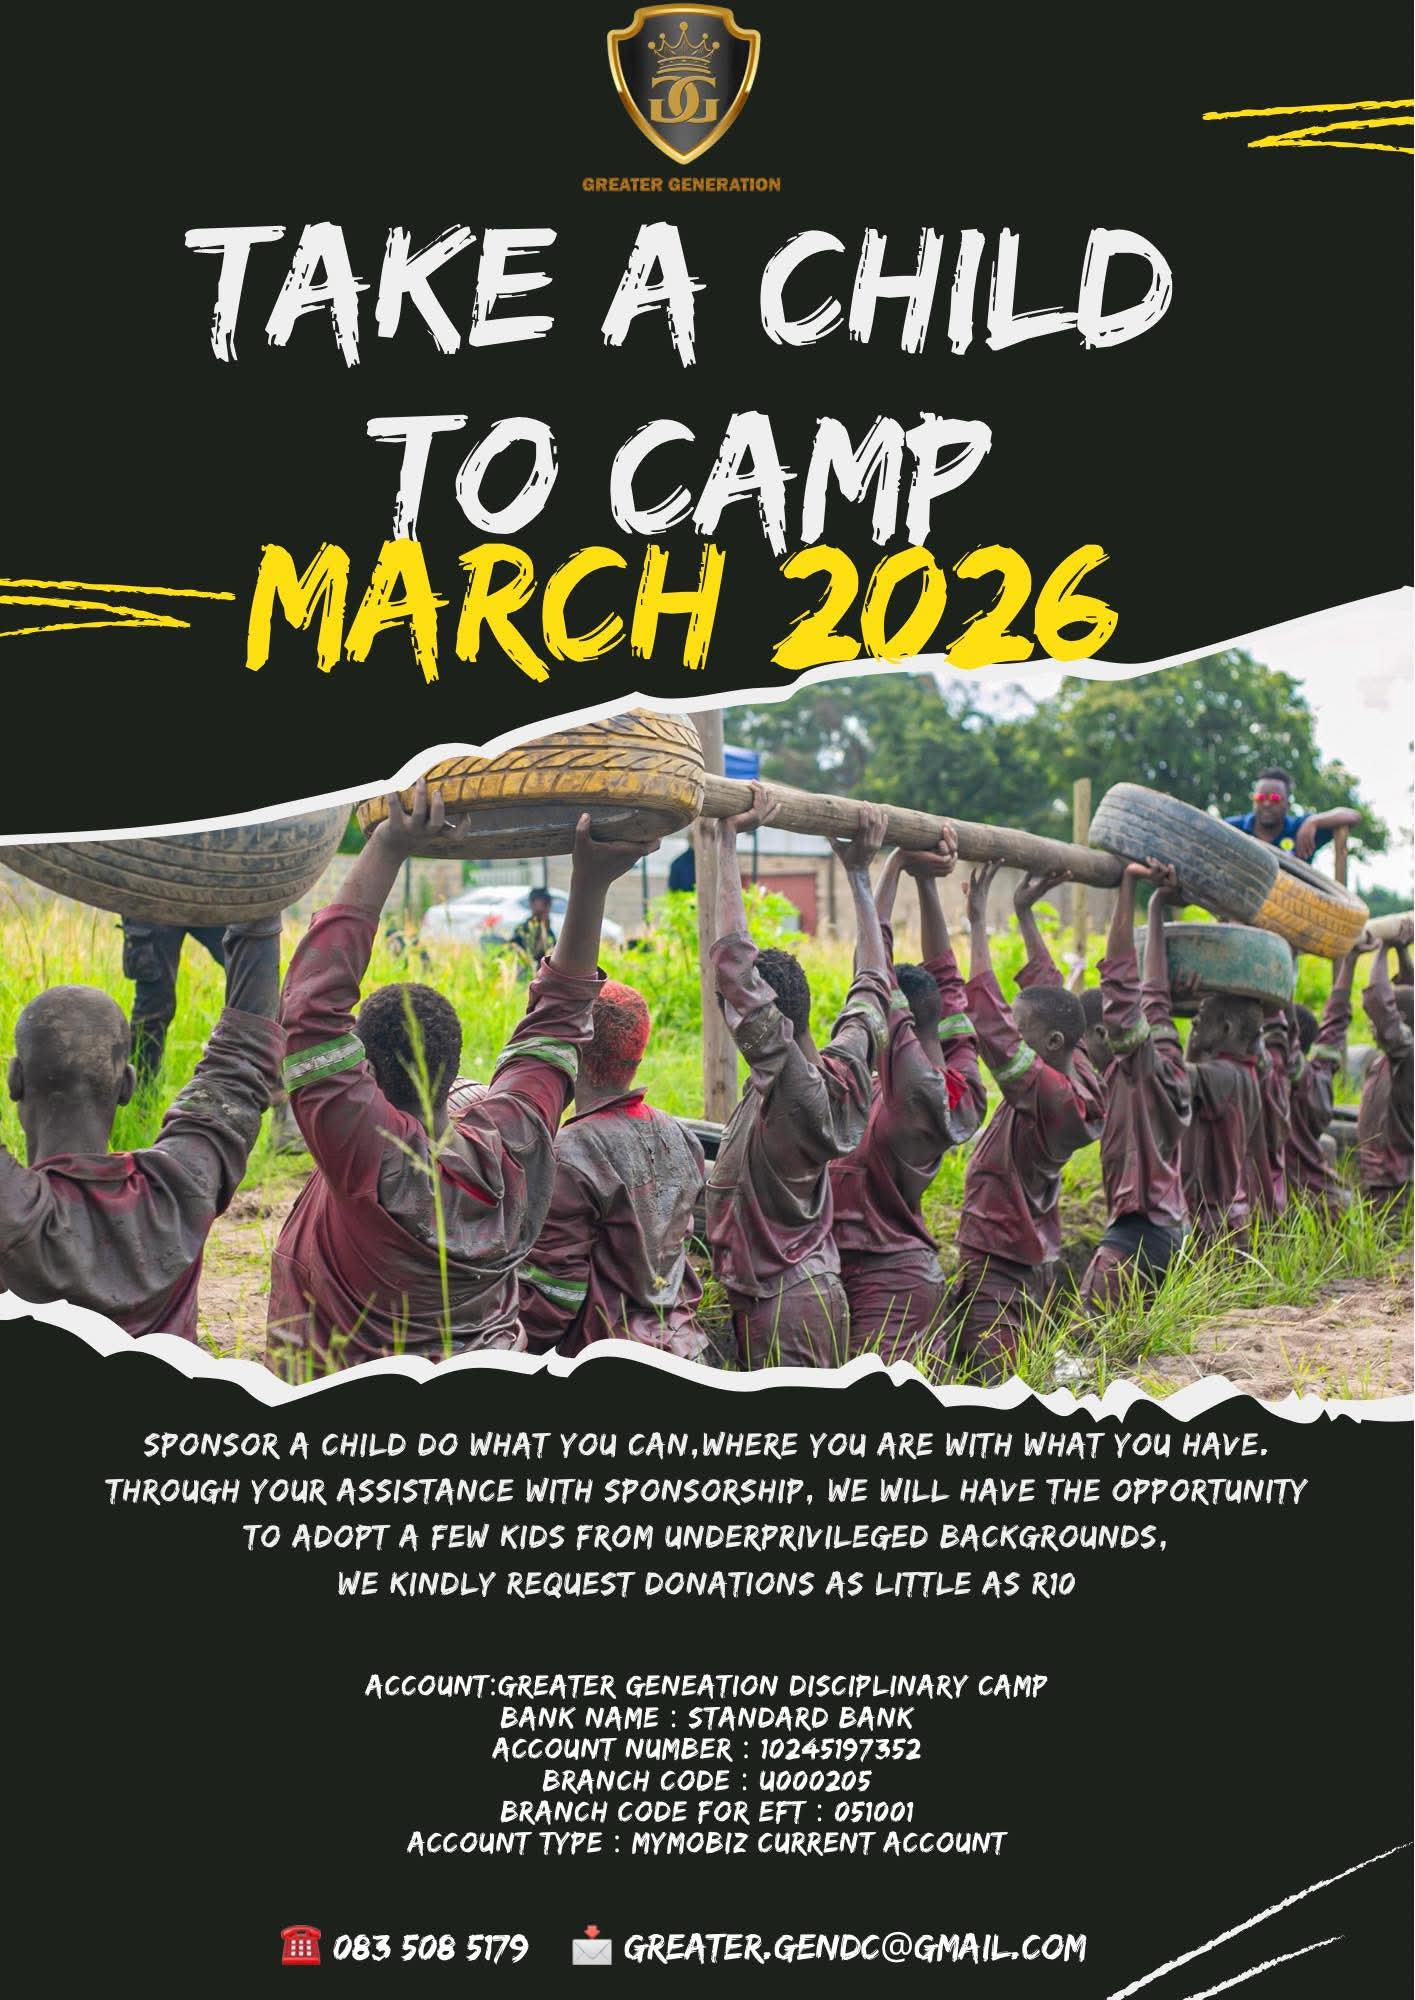 GREATER GENERATION
TAKE A CHILD
TO CAMP
MARCH 2026
SPONSOR A CHILD DO WHAT YOU CAN,WHERE YOU ARE WITH WHAT YOU HAVE.
THROUGH YOUR ASSISTANCE WITH SPONSORSHIP, WE WILL HAVE THE OPPORTUNITY
TO ADOPT A FEW KIDS FROM UNDERPRIVILEGED BACKGROUNDS,
WE KINDLY REQUEST DONATIONS AS LITTLE AS R10
ACCOUNT:GREATER GENEATION DISCIPLINARY CAMP
BANK NAME : STANDARD BANK
ACCOUNT NUMBER : 10245197352
BRANCH CODE : U000205
BRANCH CODE FOR EFT : 051001
ACCOUNT TYPE : MYMOBIZ CURRENT ACCOUNT
083 508 5179 GREATER.GENDC@GMAIL.COM